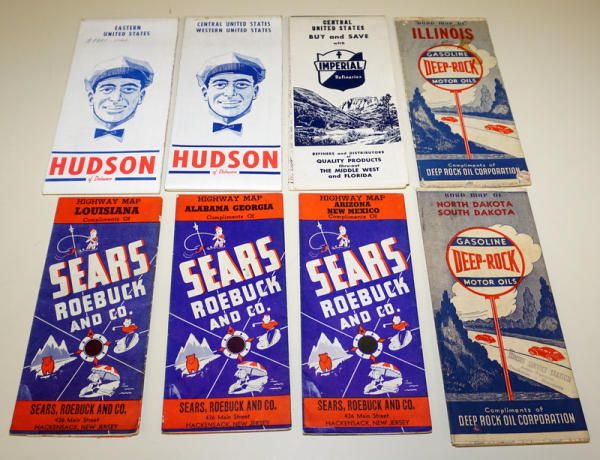 EASTERN
UNITED STATES
HUDSON
of Delaware
CENTRAL UNITED STATES
WESTERN UNITED STATES
HUDSON
of Delaware
CENTRAL
UNITED STATES
BUY and SAVE
with
IMPERIAL
Refineries
REFINERS and DISTRIBUTORS
of
QUALITY PRODUCTS
thru-out
THE MIDDLE WEST
and FLORIDA
ROAD MAP OF
ILLINOIS
GASOLINE
DEEP-ROCK
MOTOR OILS
Compliments of
DEEP ROCK OIL CORPORATION
HIGHWAY MAP
LOUISIANA
Compliments Of
SEARS
ROEBUCK
AND CO.
SEARS, ROEBUCK AND CO.
436 Main Street
HACKENSACK, NEW JERSEY
HIGHWAY MAP
ALABAMA GEORGIA
Compliments Of
SEARS
ROEBUCK
AND CO.
SEARS, ROEBUCK AND CO.
436 Main Street
HACKENSACK, NEW JERSEY
HIGHWAY MAP
ARIZONA
NEW MEXICO
Compliments Of
SEARS
ROEBUCK
AND CO.
SEARS, ROEBUCK AND CO.
436 Main Street
HACKENSACK, NEW JERSEY
ROAD MAP OF
NORTH DAKOTA
SOUTH DAKOTA
GASOLINE
DEEP-ROCK
MOTOR OILS
SERVICE STATION
Compliments of
DEEP ROCK OIL CORPORATION